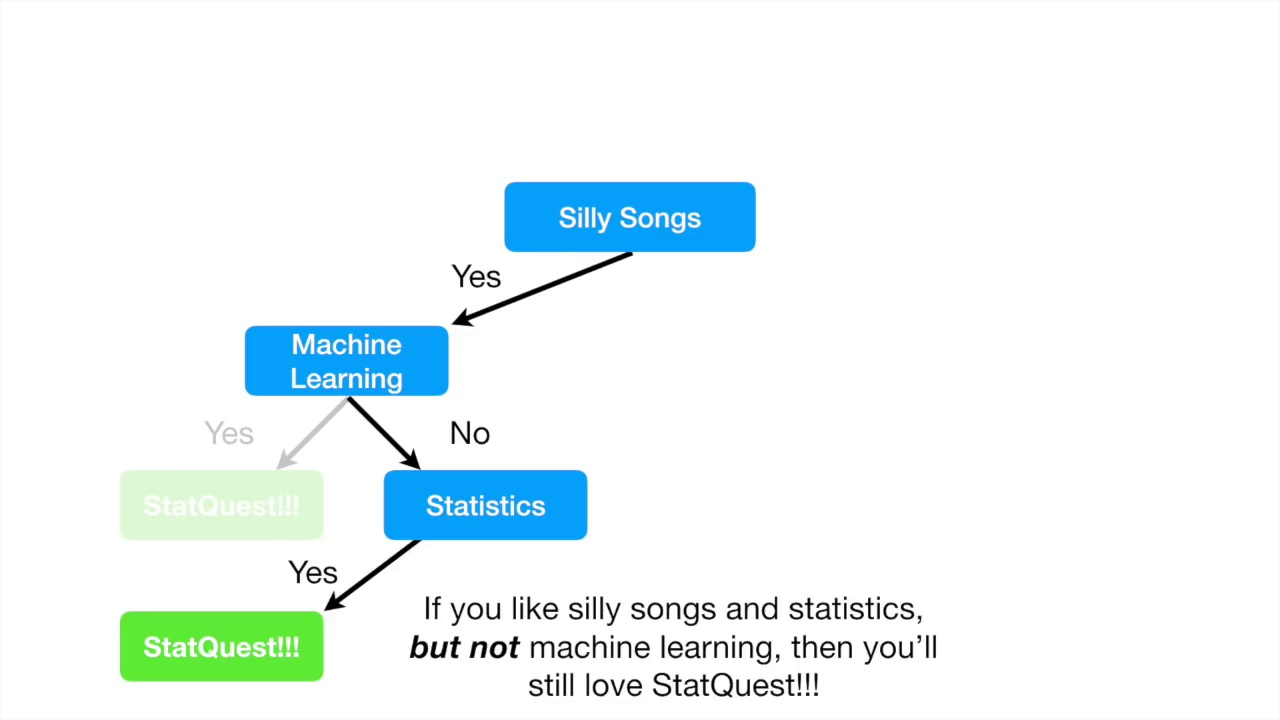 Silly Songs
Yes
Machine
Learning
Yes
No
StatQuest!!!
Statistics
Yes
StatQuest!!!
If you like silly songs and statistics,
but not machine learning, then you’ll
still love StatQuest!!!